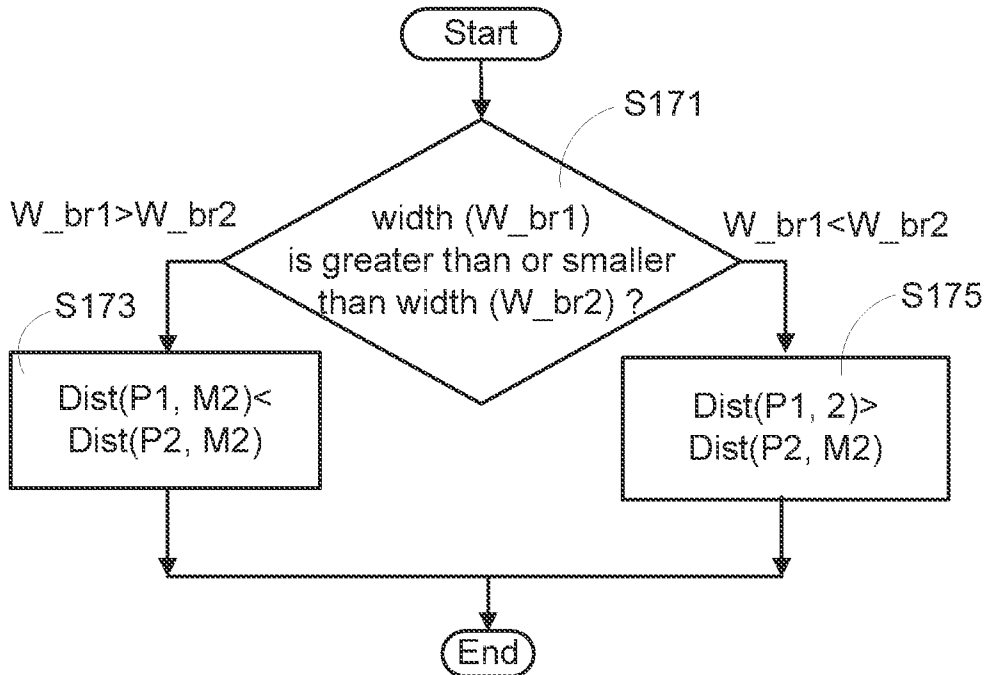 Start
S171
W_br1>W_br2
width (W_br1)
is greater than or smaller
than width (W_br2) ?
W_br1<W_br2
S173
S175
Dist(P1, M2)<
Dist(P2, M2)
Dist(P1, 2)>
Dist(P2, M2)
End